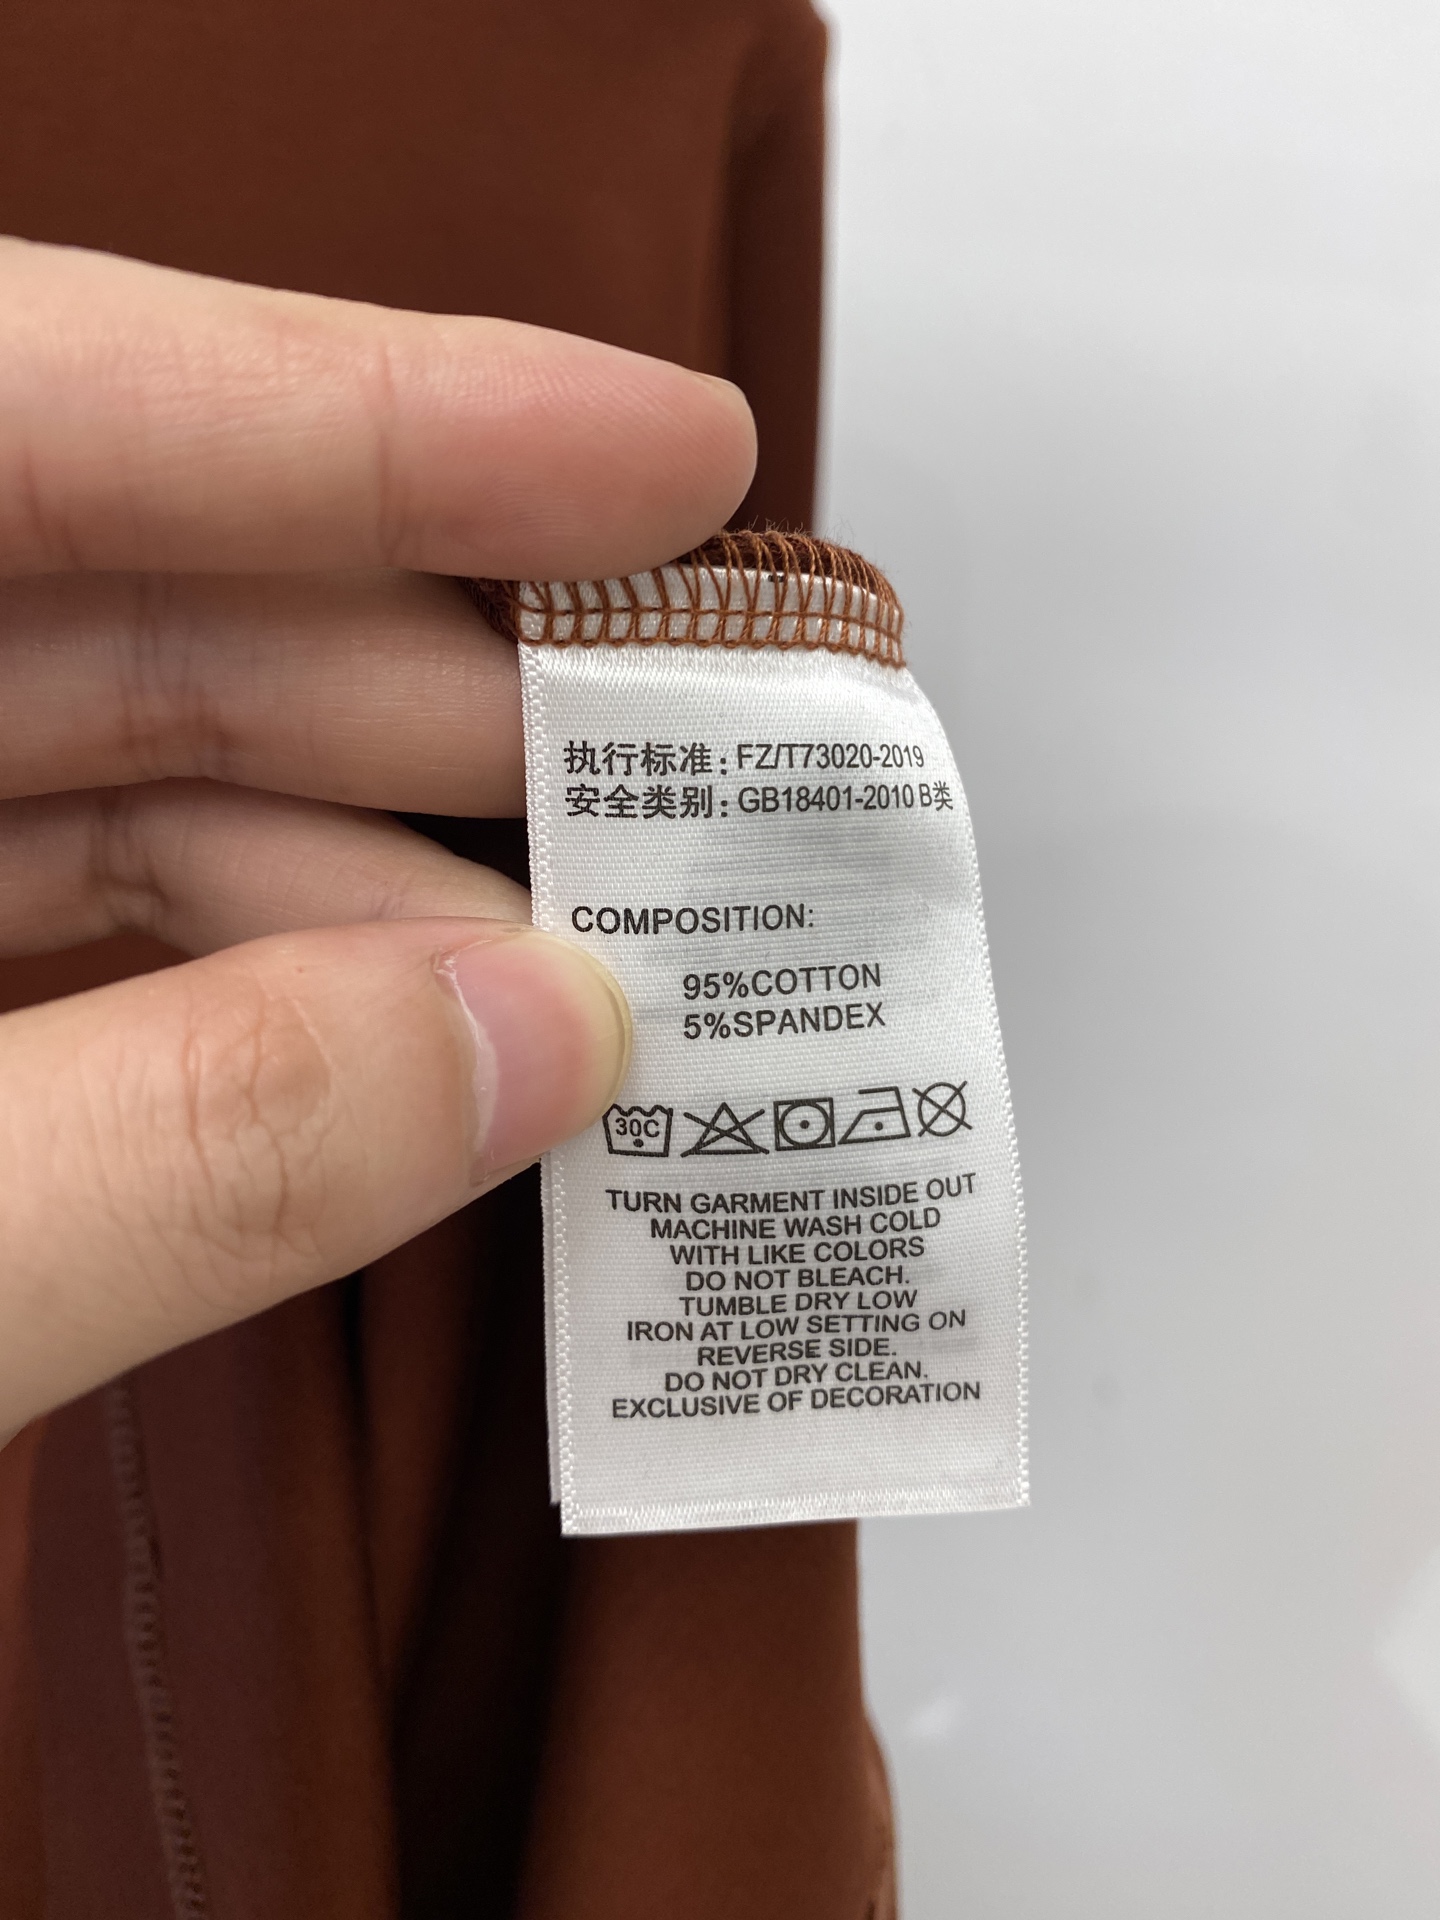 执行标准: FZ/T73020-2019
安全类别: GB18401-2010 B类
COMPOSITION:
95%COTTON
5%SPANDEX
30C
TURN GARMENT INSIDE OUT
MACHINE WASH COLD
WITH LIKE COLORS
DO NOT BLEACH.
TUMBLE DRY LOW
IRON AT LOW SETTING ON
REVERSE SIDE.
DO NOT DRY CLEAN.
EXCLUSIVE OF DECORATION